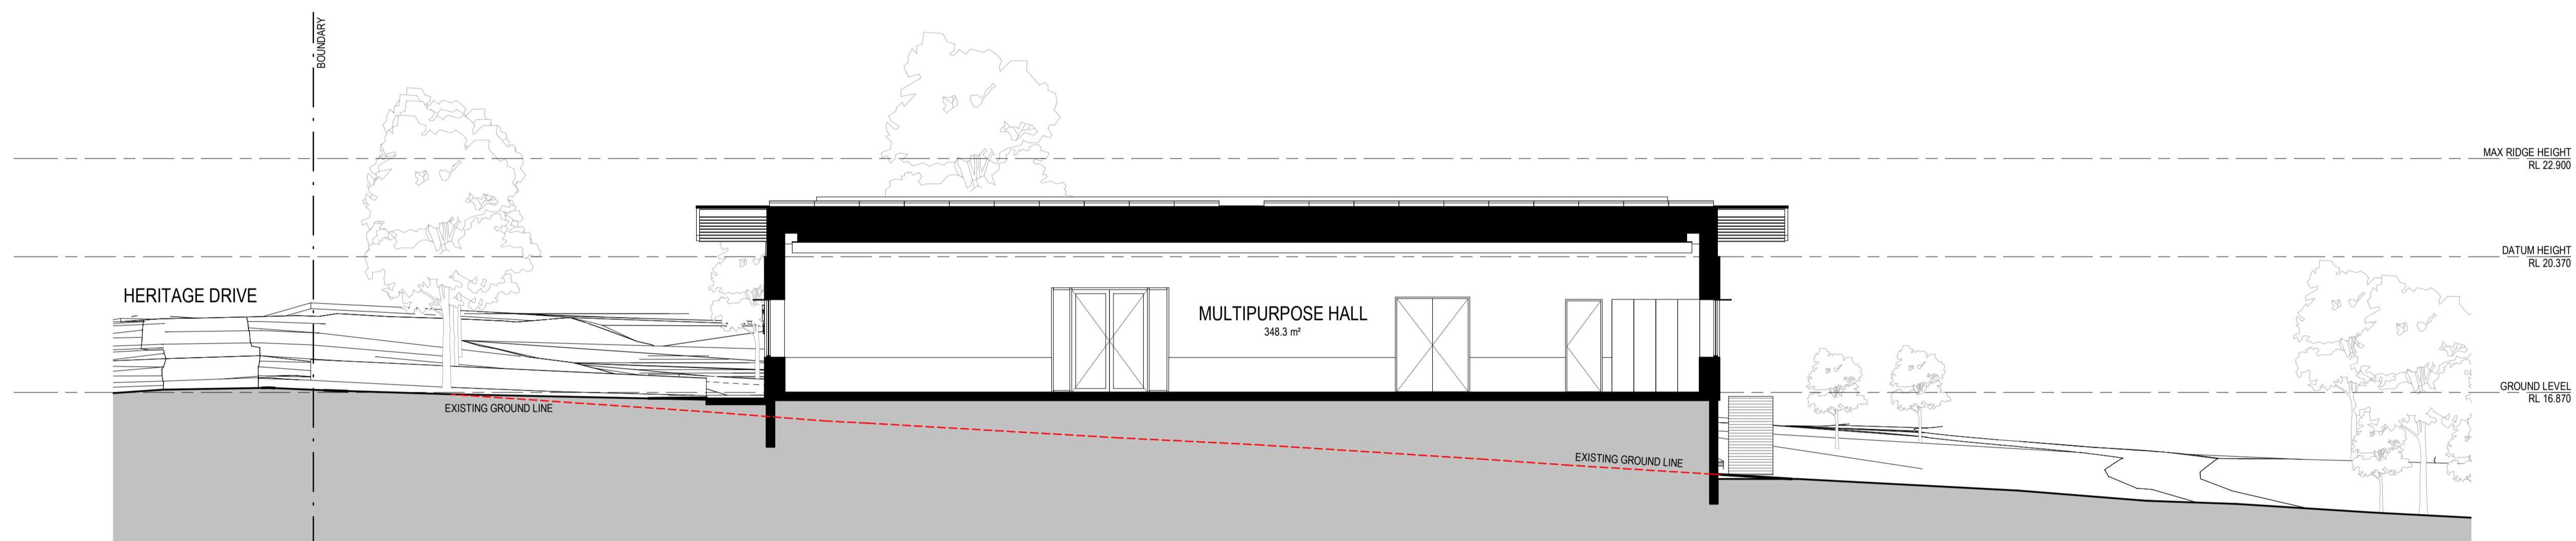 BOUNDARY
MAX RIDGE HEIGHT
RL 22.900
DATUM HEIGHT
RL 20.370
HERITAGE DRIVE
MULTIPURPOSE HALL
348.3 m²
GROUND LEVEL
RL 16.870
EXISTING GROUND LINE
EXISTING GROUND LINE